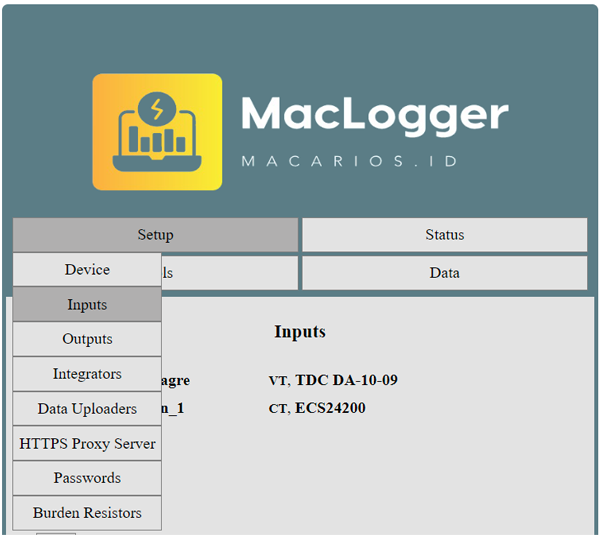 MacLogger
MACARIOS.ID
Setup Status
Device
ls Data
Inputs
Inputs
Outputs
Integrators
agre VT, TDC DA-10-09
Data Uploaders
n_1 CT, ECS24200
HTTPS Proxy Server
Passwords
Burden Resistors